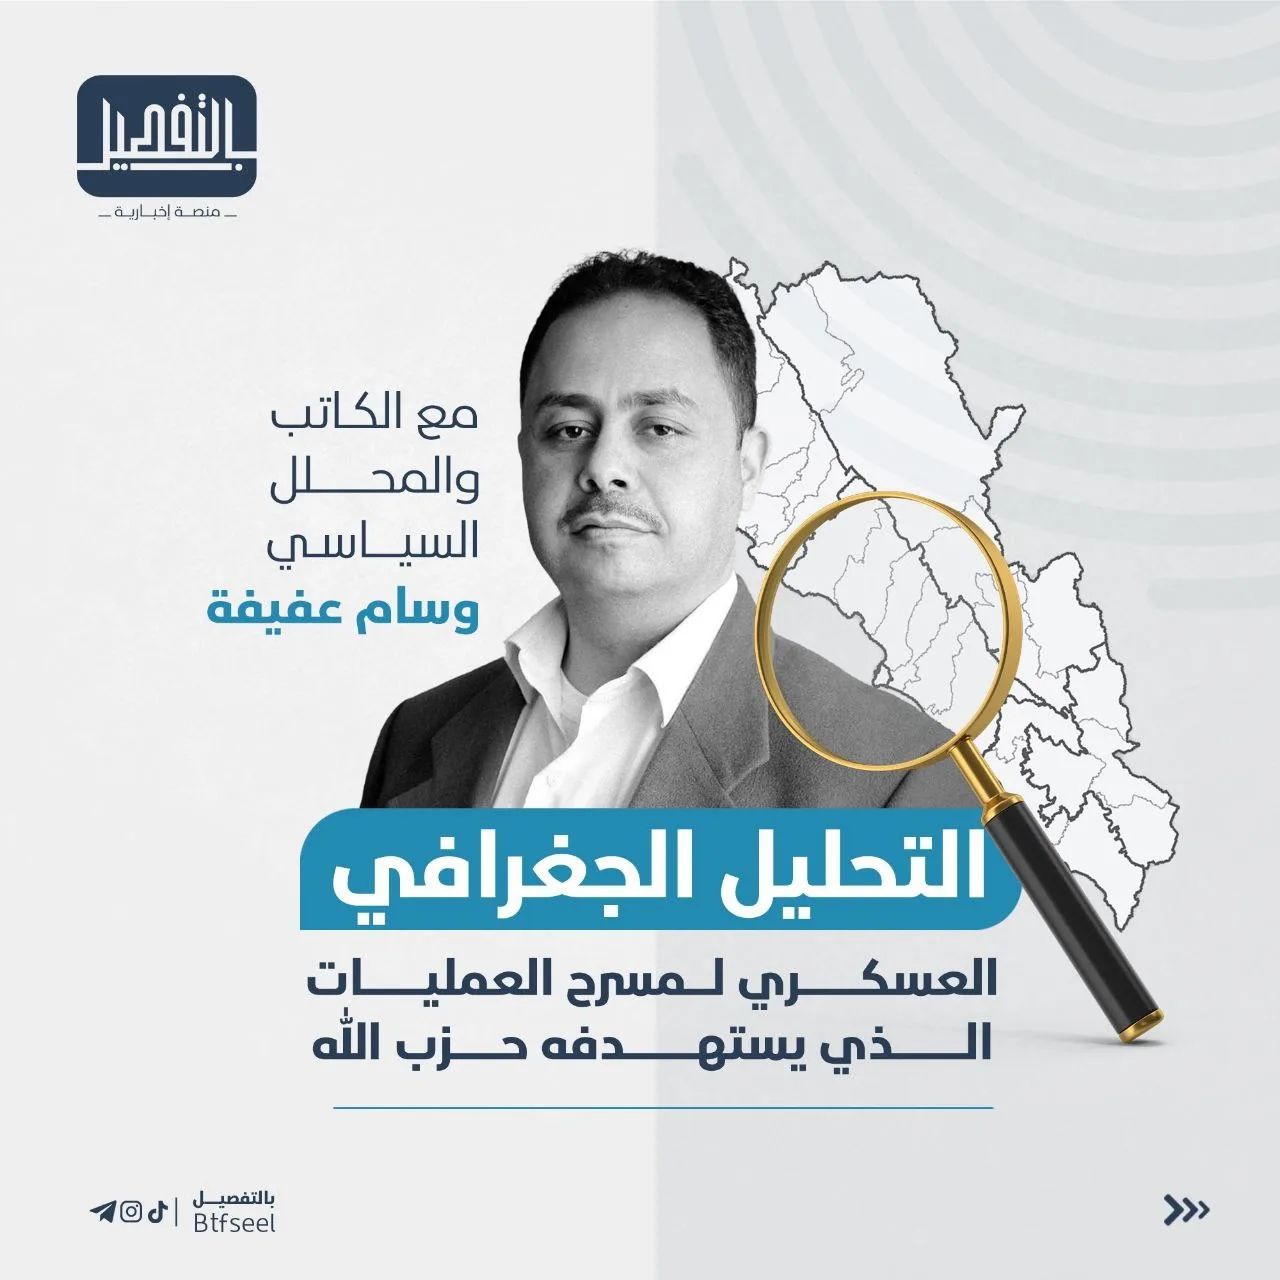 بالتفصيل
منصة إخبارية
مع الكاتب
والمحلل
السياسي
وسام عفيفة
التحليل الجغرافي
العسكري لمسرح العمليات
الذي يستهدفه حزب الله
بالتفصيل
Btfseel